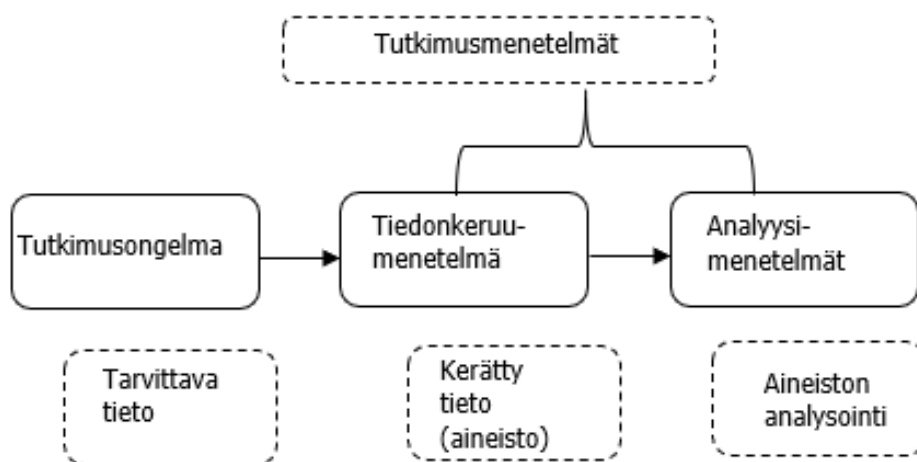 Tutkimusmenetelmät
Tutkimusongelma
Tiedonkeruu-
menetelmä
Analyysi-
menetelmät
Tarvittava
tieto
Kerätty
tieto
(aineisto)
Aineiston
analysointi